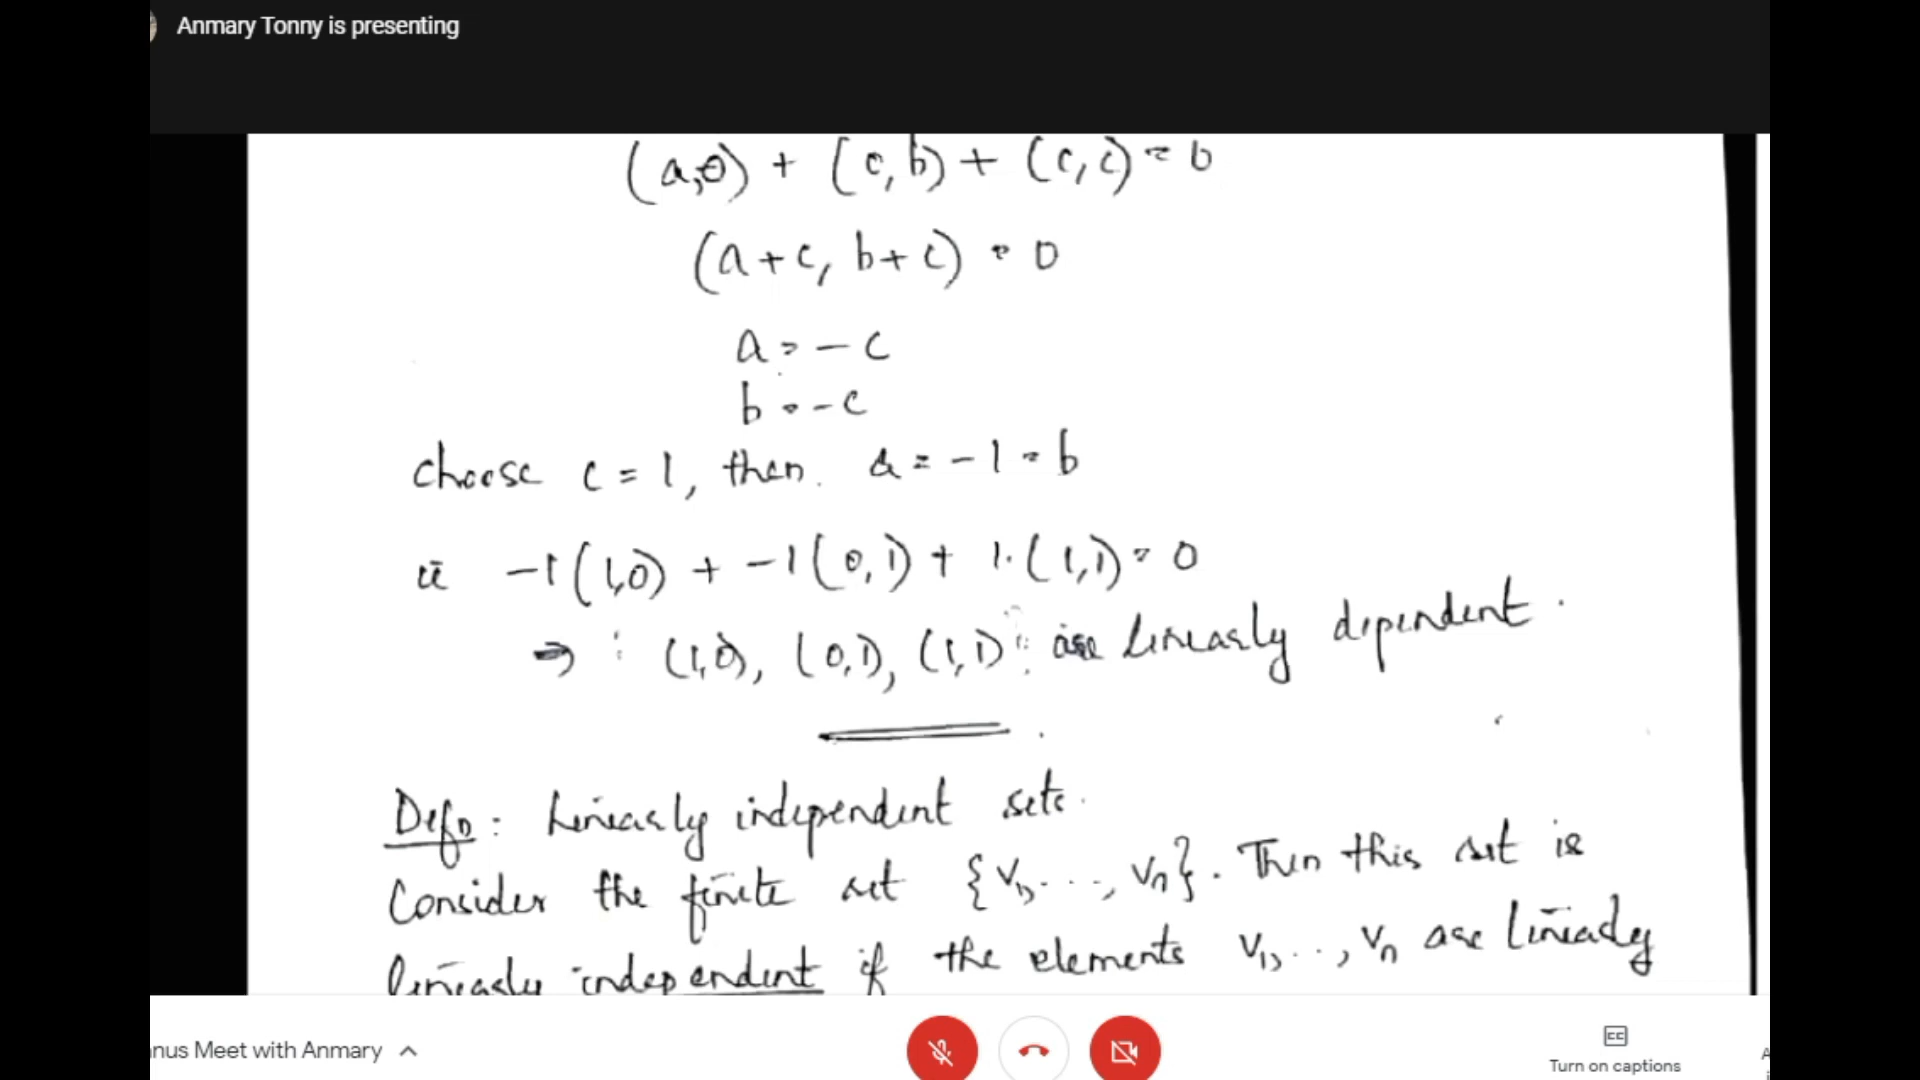 Anmary Tonny is presenting
(a,0) + (c,b) + (c,c) = 0
(a+c, b+c) = 0
a = -c
b = -c
choose c = 1, then a = -1 = b
ii -1(1,0) + -1(0,1) + 1.(1,1) = 0
⇒ (1,0), (0,1), (1,1) are linearly dependent.
Defn: Linearly independent sets.
Consider the finite set {v1, ..., vn}. Then this set is
linearly independent if the elements v1, .., vn are linearly
nus Meet with Anmary
CC
Turn on captions